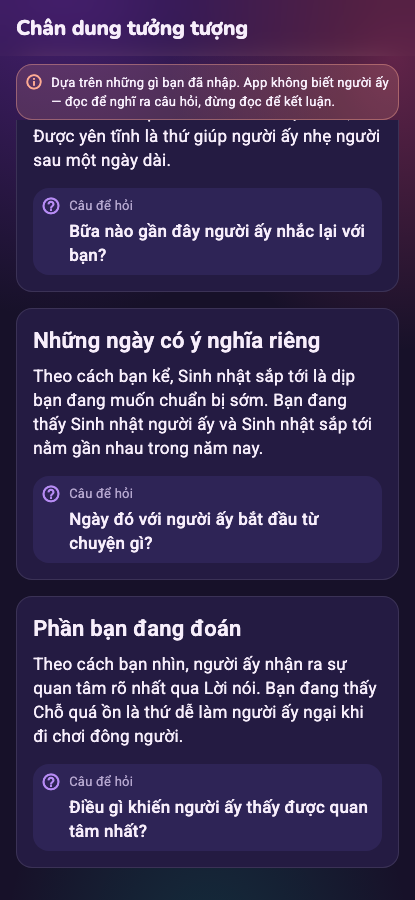 Chân dung tưởng tượng
Dựa trên những gì bạn đã nhập. App không biết người ấy
— đọc để nghĩ ra câu hỏi, đừng đọc để kết luận.
Được yên tĩnh là thứ giúp người ấy nhẹ người
sau một ngày dài.
Câu để hỏi
Bữa nào gần đây người ấy nhắc lại với
bạn?
Những ngày có ý nghĩa riêng
Theo cách bạn kể, Sinh nhật sắp tới là dịp
bạn đang muốn chuẩn bị sớm. Bạn đang
thấy Sinh nhật người ấy và Sinh nhật sắp tới
nằm gần nhau trong năm nay.
Câu để hỏi
Ngày đó với người ấy bắt đầu từ
chuyện gì?
Phần bạn đang đoán
Theo cách bạn nhìn, người ấy nhận ra sự
quan tâm rõ nhất qua Lời nói. Bạn đang thấy
Chỗ quá ồn là thứ dễ làm người ấy ngại khi
đi chơi đông người.
Câu để hỏi
Điều gì khiến người ấy thấy được quan
tâm nhất?